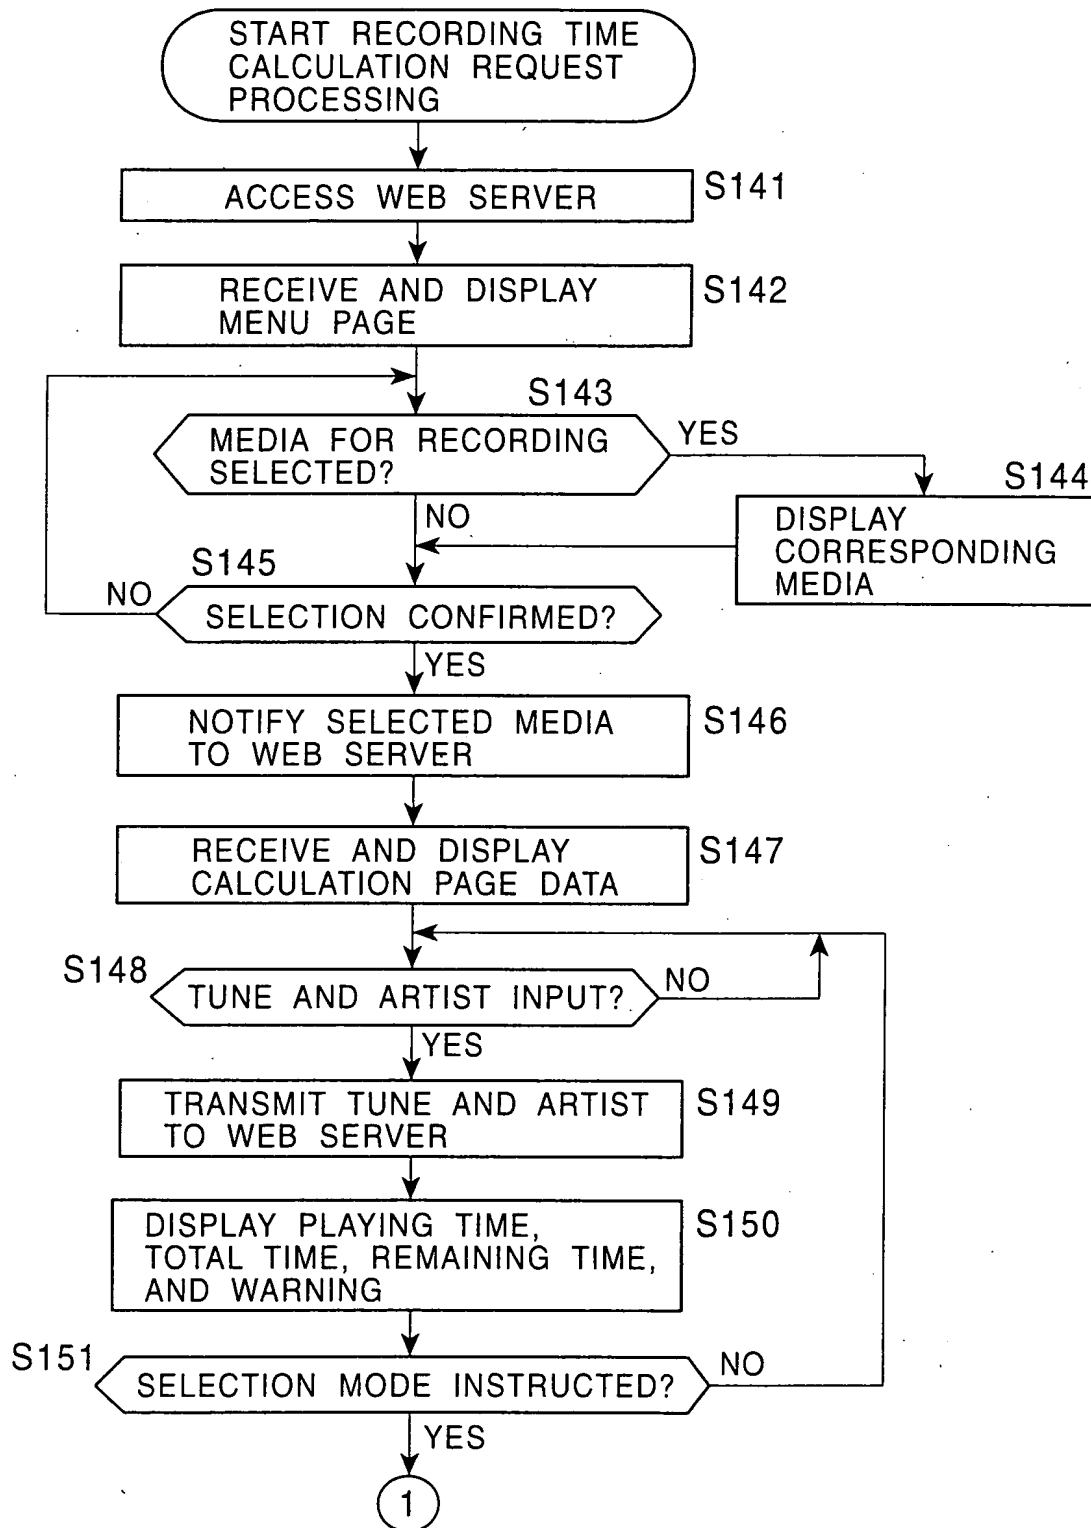 START RECORDING TIME
CALCULATION REQUEST
PROCESSING
ACCESS WEB SERVER
S141
RECEIVE AND DISPLAY
MENU PAGE
S142
S143
MEDIA FOR RECORDING
SELECTED?
YES
S144
NO
DISPLAY
CORRESPONDING
MEDIA
S145
NO
SELECTION CONFIRMED?
YES
NOTIFY SELECTED MEDIA
TO WEB SERVER
S146
RECEIVE AND DISPLAY
CALCULATION PAGE DATA
S147
S148
TUNE AND ARTIST INPUT?
NO
YES
TRANSMIT TUNE AND ARTIST
TO WEB SERVER
S149
DISPLAY PLAYING TIME,
TOTAL TIME, REMAINING TIME,
AND WARNING
S150
S151
SELECTION MODE INSTRUCTED?
NO
YES
1